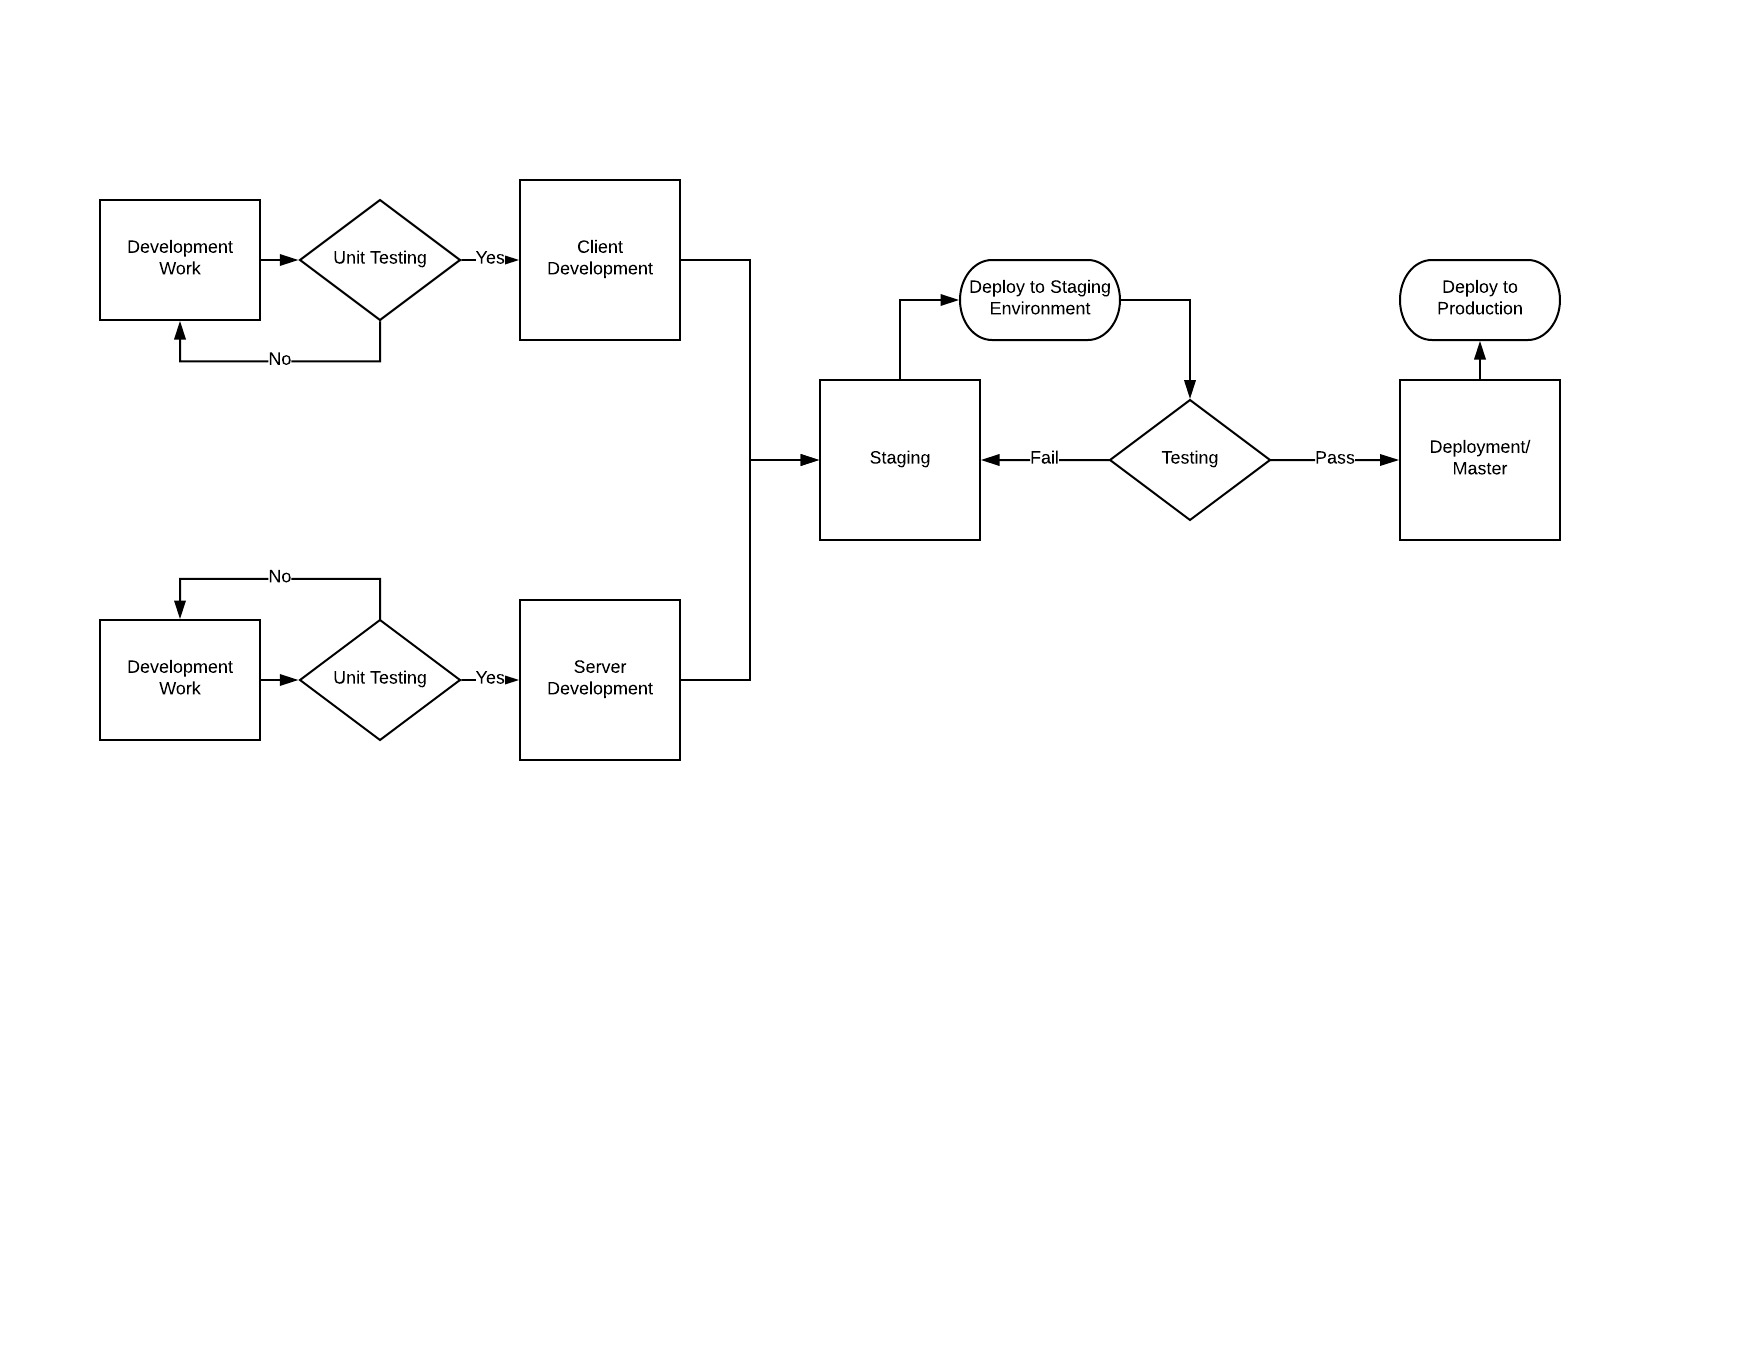 Development
Work
Unit Testing
Yes
No
Client
Development
Development
Work
Unit Testing
Yes
No
Server
Development
Staging
Deploy to Staging
Environment
Testing
Fail
Pass
Deployment/
Master
Deploy to
Production